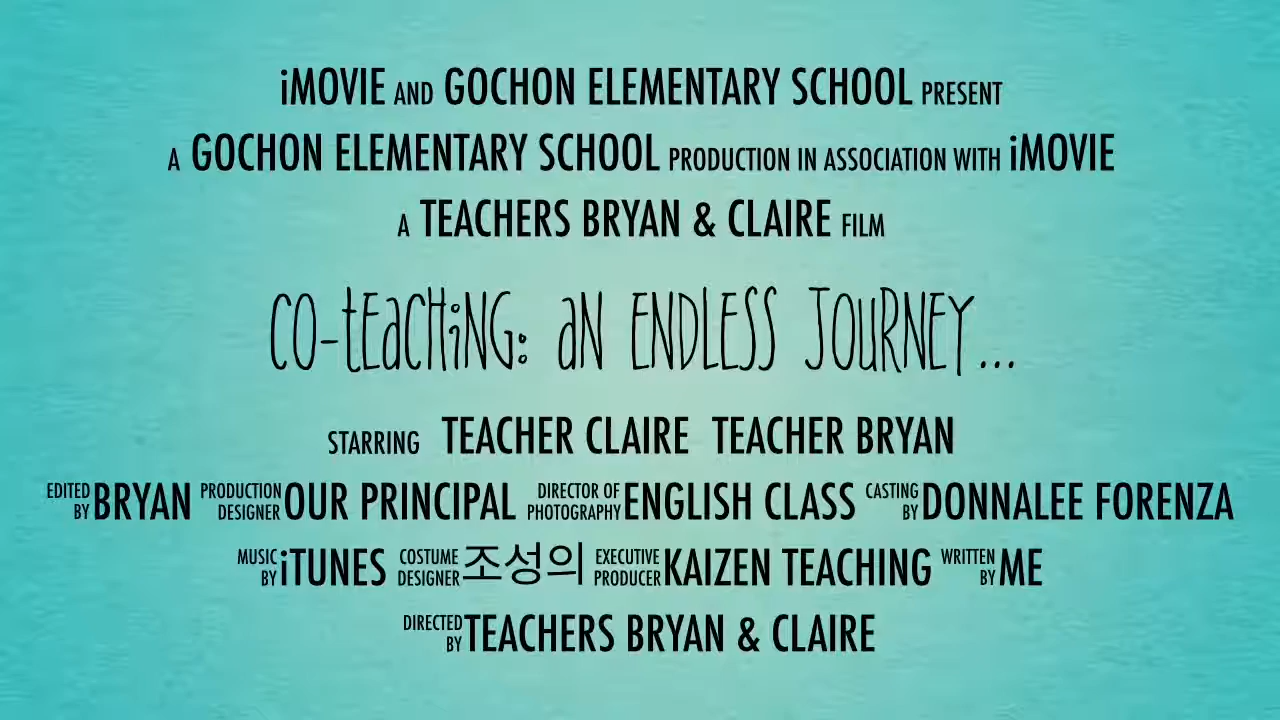 iMOVIE AND GOCHON ELEMENTARY SCHOOL PRESENT
A GOCHON ELEMENTARY SCHOOL PRODUCTION IN ASSOCIATION WITH iMOVIE
A TEACHERS BRYAN & CLAIRE FILM
CO-tEaCHiNG: aN ENDLESS JOuRNEY...
STARRING TEACHER CLAIRE TEACHER BRYAN
EDITED BY BRYAN PRODUCTION DESIGNER OUR PRINCIPAL DIRECTOR OF PHOTOGRAPHY ENGLISH CLASS CASTING BY DONNALEE FORENZA
MUSIC BY iTUNES COSTUME DESIGNER 조성의 EXECUTIVE PRODUCER KAIZEN TEACHING WRITTEN BY ME
DIRECTED BY TEACHERS BRYAN & CLAIRE